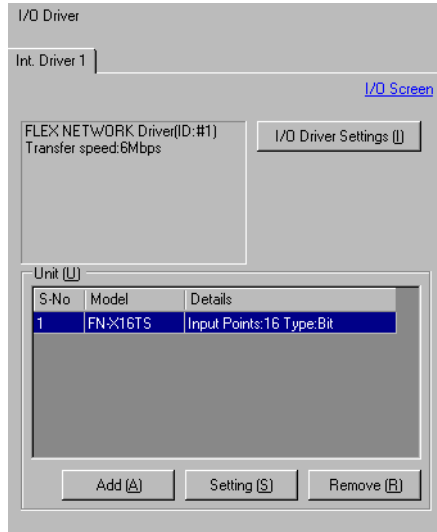 I/O Driver
Int. Driver 1
I/O Screen
FLEX NETWORK Driver(ID:#1)
Transfer speed:6Mbps
I/O Driver Settings (I)
Unit (U)
S-No Model Details
1 FN-X16TS Input Points:16 Type:Bit
Add (A) Setting (S) Remove (R)